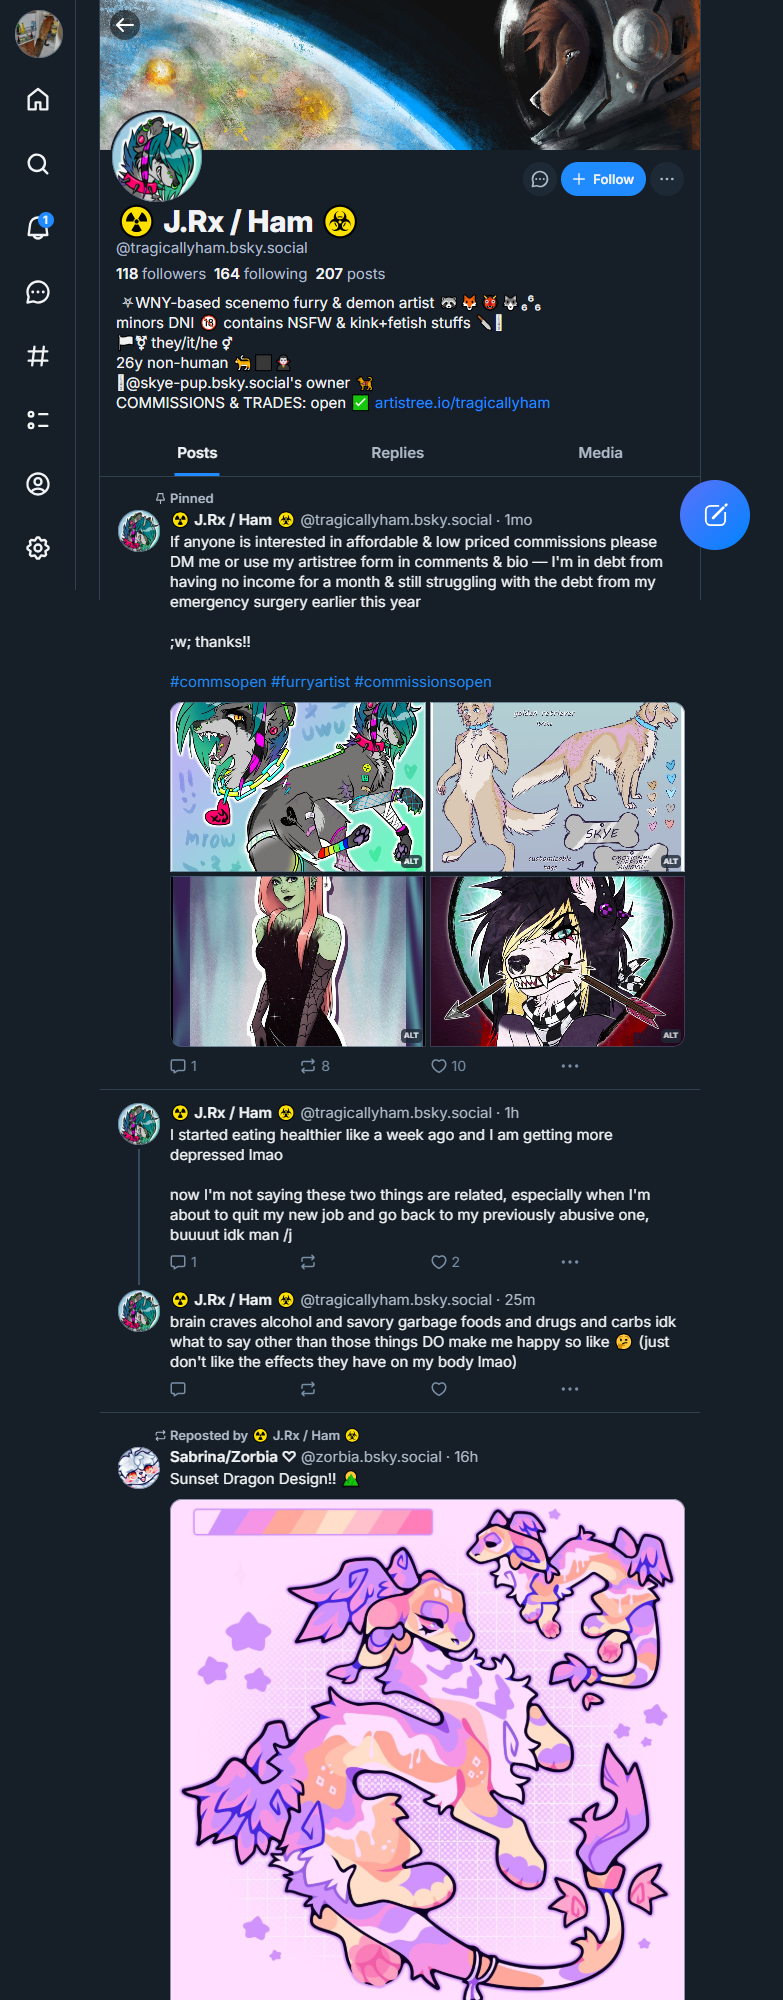 ☢ J.Rx / Ham ☣
@tragicallyham.bsky.social
118 followers 164 following 207 posts
⛧WNY-based scenemo furry & demon artist 🦝 🦊 👹 🐺 ₆⁶₆
minors DNI 🔞 contains NSFW & kink+fetish stuffs 🔪
🏳️⚧ they/it/he ⚥
26y non-human 🐆 ⬛ 🧛🏻
@skye-pup.bsky.social's owner 🐕
COMMISSIONS & TRADES: open ✅ artistree.io/tragicallyham
Follow
1
Posts
Replies
Media
Pinned
☢ J.Rx / Ham ☣ @tragicallyham.bsky.social · 1mo
If anyone is interested in affordable & low priced commissions please
DM me or use my artistree form in comments & bio — I'm in debt from
having no income for a month & still struggling with the debt from my
emergency surgery earlier this year
;w; thanks!!
#commsopen #furryartist #commissionsopen
uwu
mrow
ALT
golden retriever
SKYE
customizable
tags
EMOTIONAL
SUPPORT
ANIMAL
ALT
ALT
ALT
1
8
10
☢ J.Rx / Ham ☣ @tragicallyham.bsky.social · 1h
I started eating healthier like a week ago and I am getting more
depressed lmao
now I'm not saying these two things are related, especially when I'm
about to quit my new job and go back to my previously abusive one,
buuuut idk man /j
1
2
☢ J.Rx / Ham ☣ @tragicallyham.bsky.social · 25m
brain craves alcohol and savory garbage foods and drugs and carbs idk
what to say other than those things DO make me happy so like 🤔 (just
don't like the effects they have on my body lmao)
Reposted by ☢ J.Rx / Ham ☣
Sabrina/Zorbia ♡ @zorbia.bsky.social · 16h
Sunset Dragon Design!! 🤮